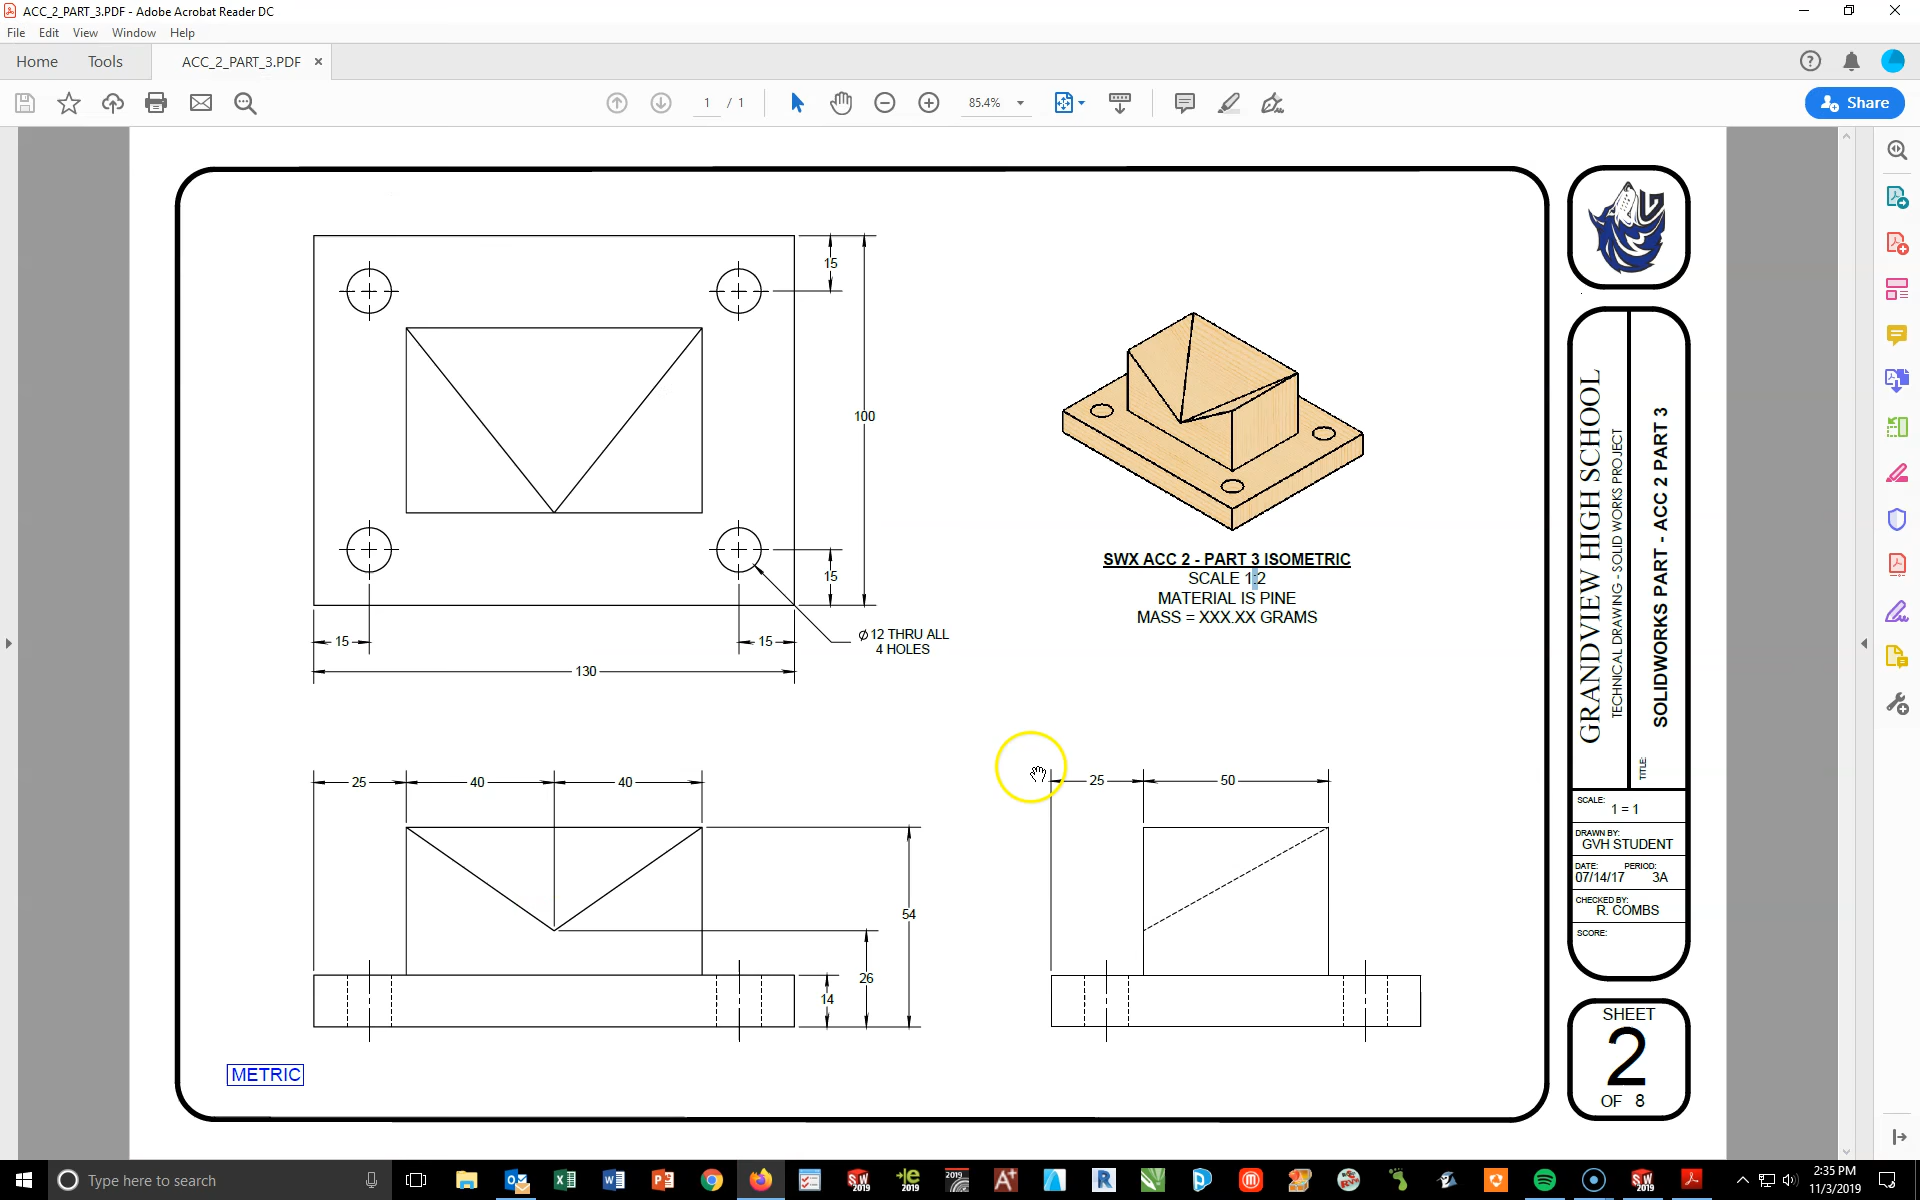 ACC_2_PART_3.PDF - Adobe Acrobat Reader DC
File Edit View Window Help
Home Tools ACC_2_PART_3.PDF ×
1 / 1 85.4% Share
15
100
15
15 15
Ø12 THRU ALL
4 HOLES
130
SWX ACC 2 - PART 3 ISOMETRIC
SCALE 1:2
MATERIAL IS PINE
MASS = XXX.XX GRAMS
25 40 40
54
26
14
25 50
METRIC
G
GRANDVIEW HIGH SCHOOL
TECHNICAL DRAWING - SOLID WORKS PROJECT
TITLE:
SOLIDWORKS PART - ACC 2 PART 3
SCALE:
1 = 1
DRAWN BY:
GVH STUDENT
DATE: PERIOD:
07/14/17 3A
CHECKED BY:
R. COMBS
SCORE:
SHEET
2
OF 8
Type here to search
2:35 PM
11/3/2019